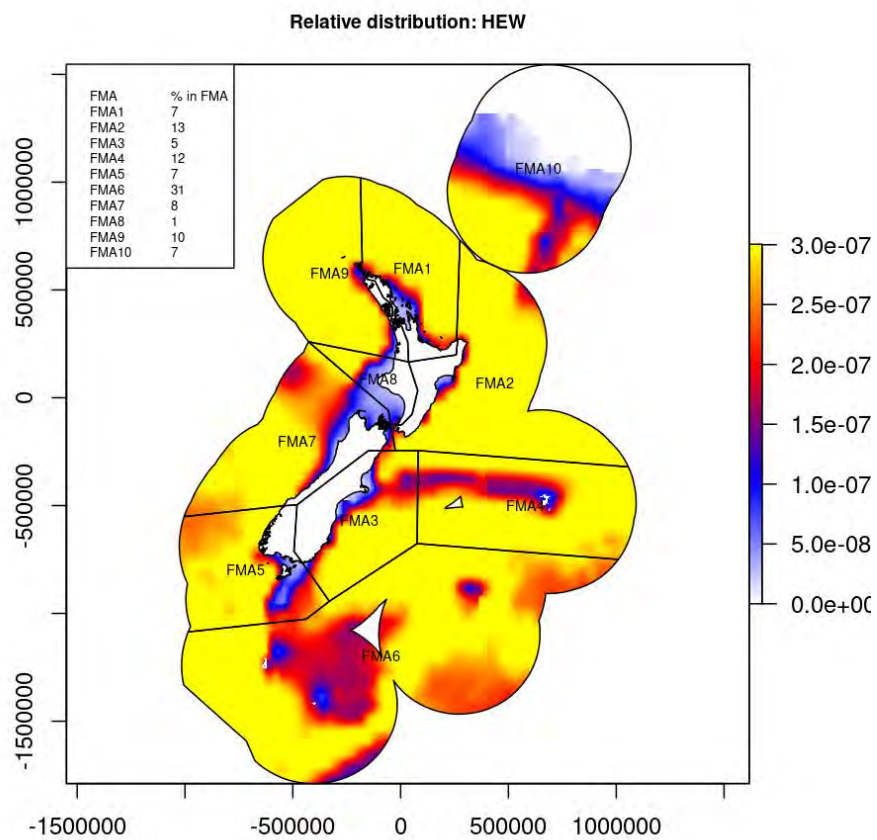 Relative distribution: HEW
FMA % in FMA
FMA1 7
FMA2 13
FMA3 5
FMA4 12
FMA5 7
FMA6 31
FMA7 8
FMA8 1
FMA9 10
FMA10 7
FMA10
FMA9
FMA1
FMA8
FMA2
FMA7
FMA4
FMA3
FMA5
FMA6
1000000
500000
0
-500000
-1500000
3.0e-07
2.0e-07
1.5e-07
1.0e-07
5.0e-08
0.0e+00
-1500000 -500000 0 500000 1000000